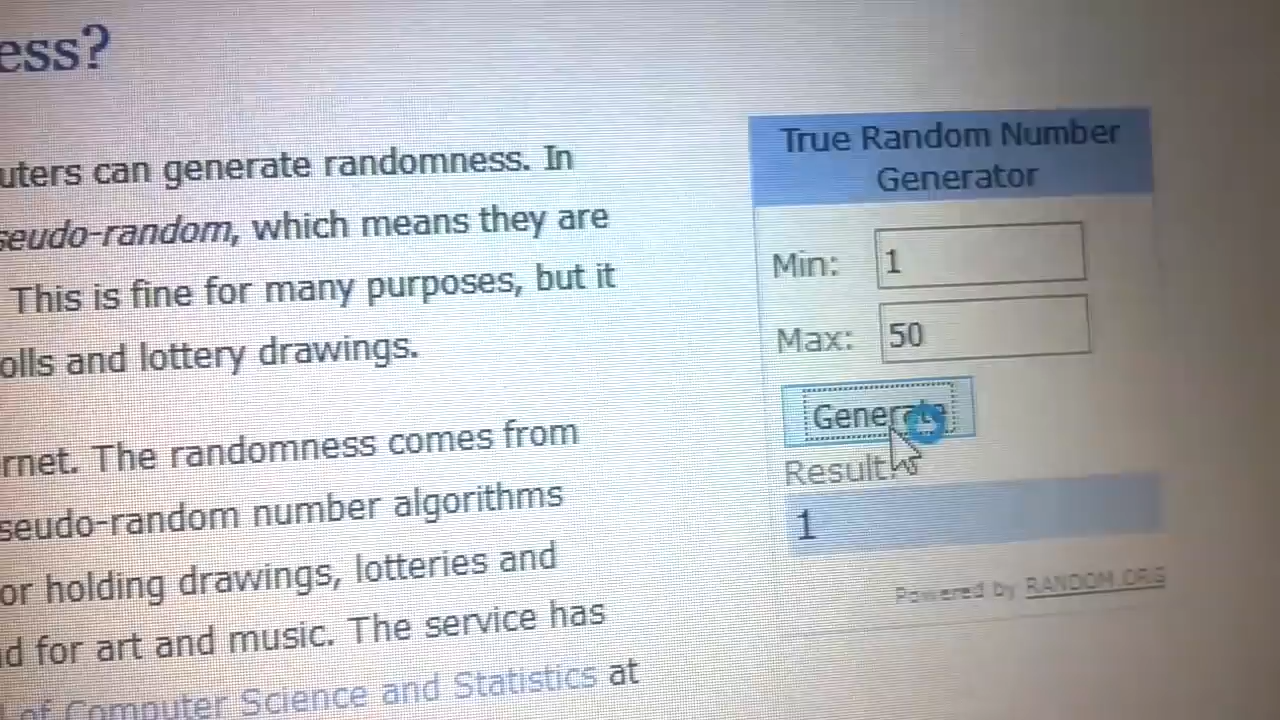 ess?
uters can generate randomness. In
seudo-random, which means they are
This is fine for many purposes, but it
olls and lottery drawings.
rnet. The randomness comes from
seudo-random number algorithms
or holding drawings, lotteries and
d for art and music. The service has
of Computer Science and Statistics at
True Random Number
Generator
Min: 1
Max: 50
Generate
Result:
1
Powered by RANDOM.ORG